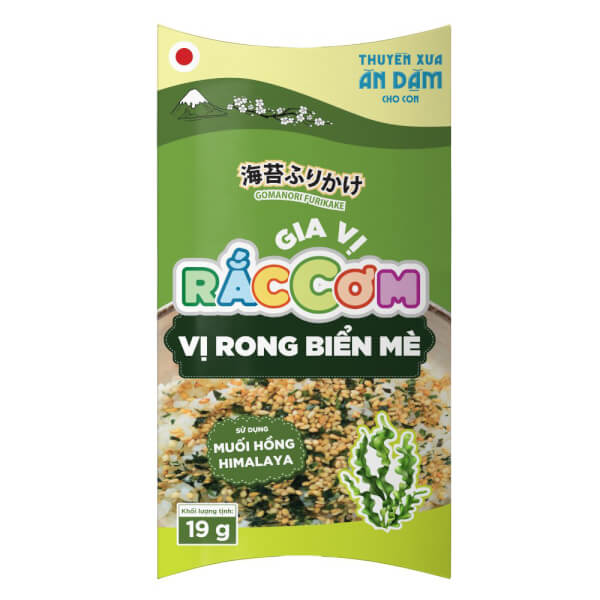 THUYỀN XƯA
ĂN DẶM
CHO CON
海苔ふりかけ
GOMANORI FURIKAKE
GIA VỊ
RẮC CƠM
VỊ RONG BIỂN MÈ
SỬ DỤNG
MUỐI HỒNG
HIMALAYA
Khối lượng tịnh:
19 g